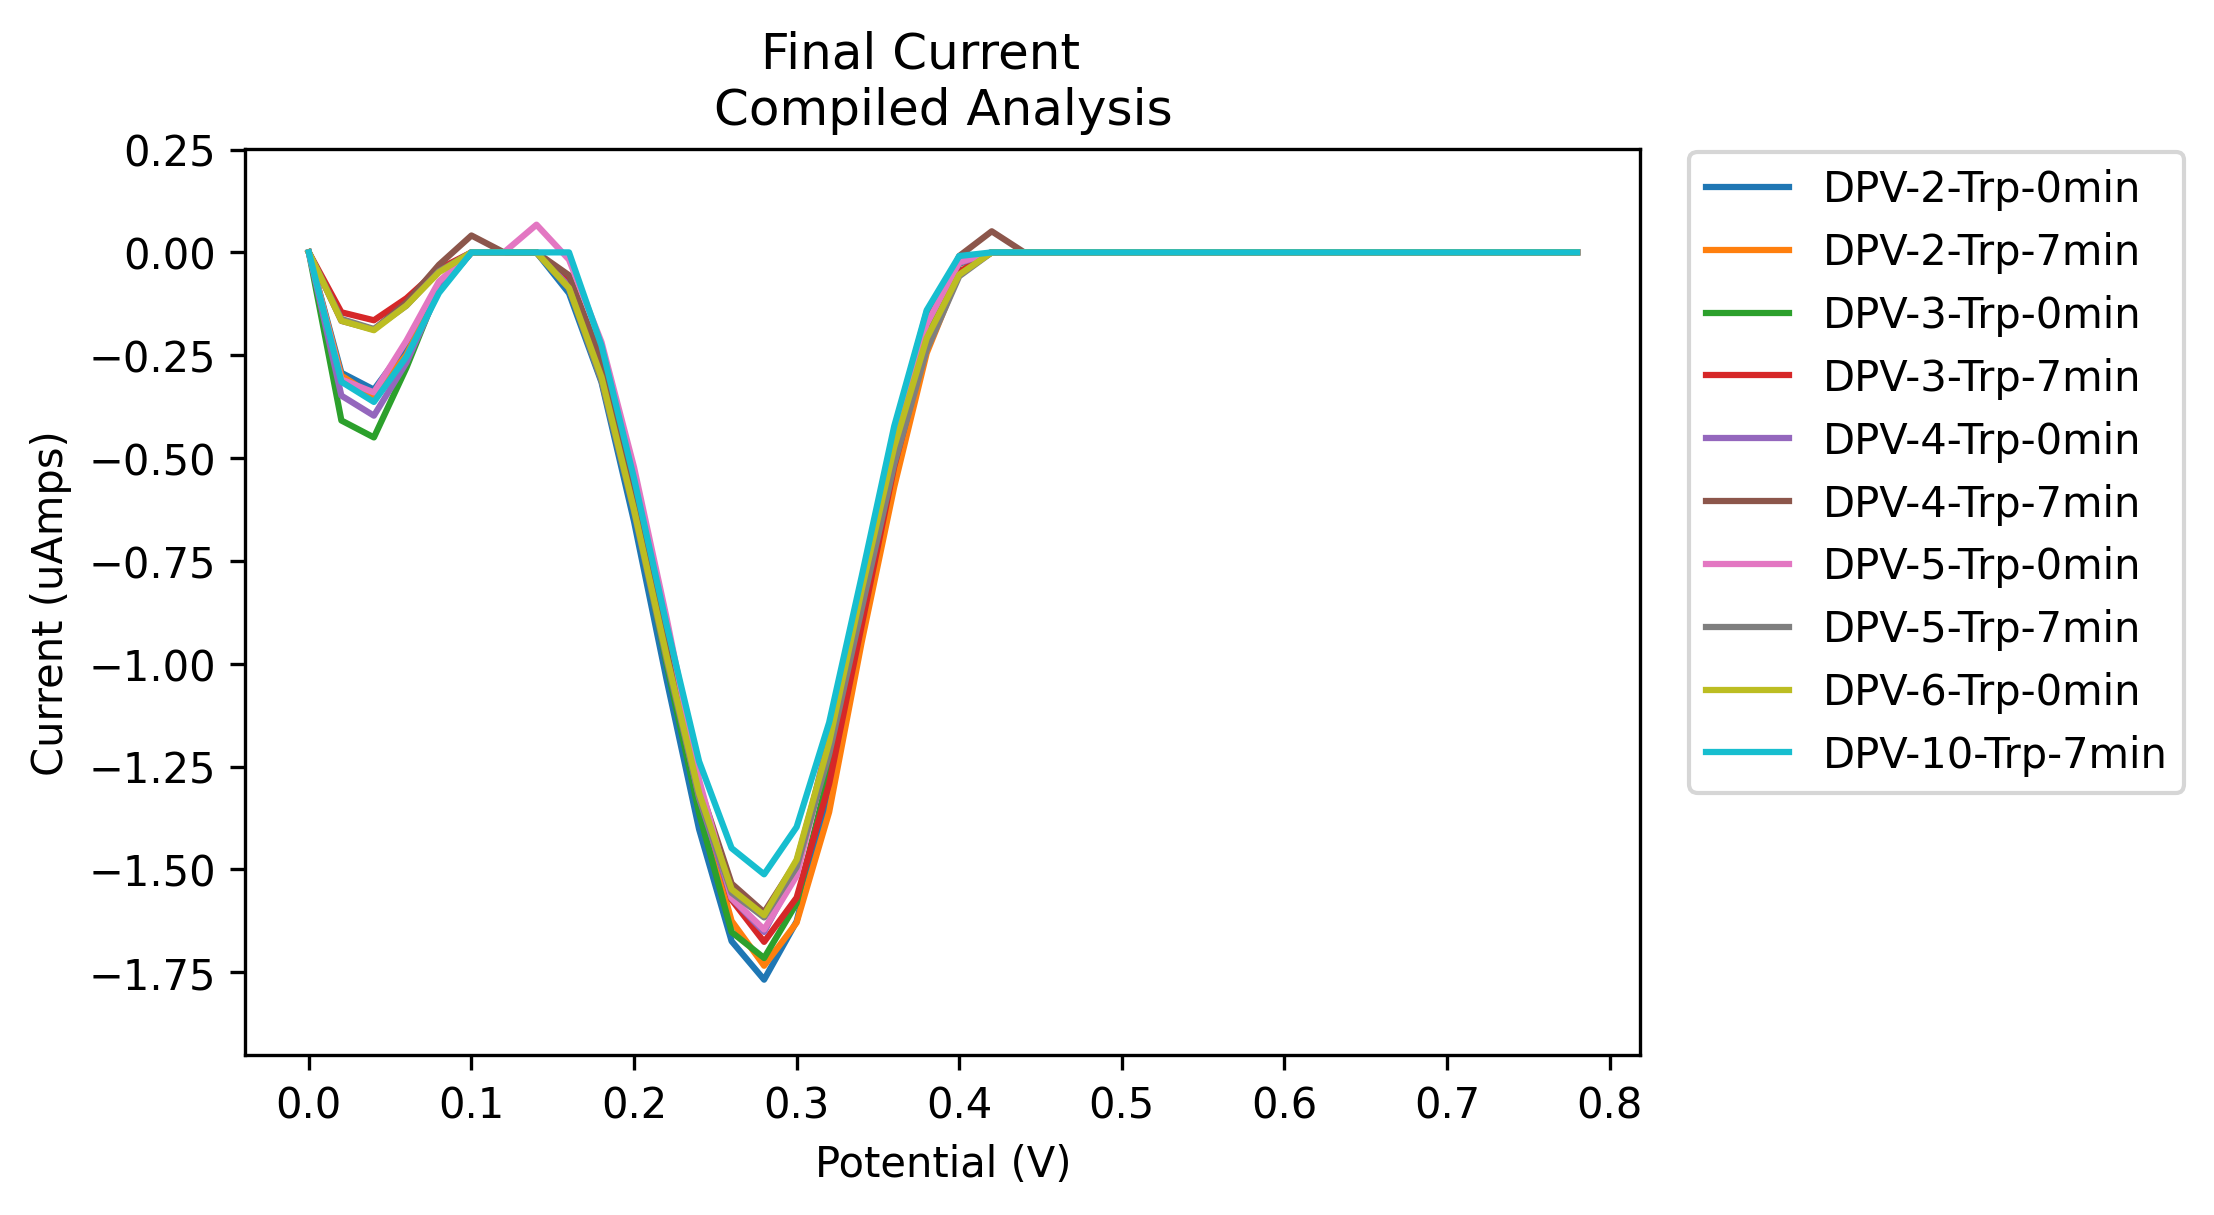 Final Current
Compiled Analysis
Current (uAmps)
0.25
0.00
−0.25
−0.50
−0.75
−1.00
−1.25
−1.50
−1.75
0.0 0.1 0.2 0.3 0.4 0.5 0.6 0.7 0.8
Potential (V)
DPV-2-Trp-0min
DPV-2-Trp-7min
DPV-3-Trp-0min
DPV-3-Trp-7min
DPV-4-Trp-0min
DPV-4-Trp-7min
DPV-5-Trp-0min
DPV-5-Trp-7min
DPV-6-Trp-0min
DPV-10-Trp-7min